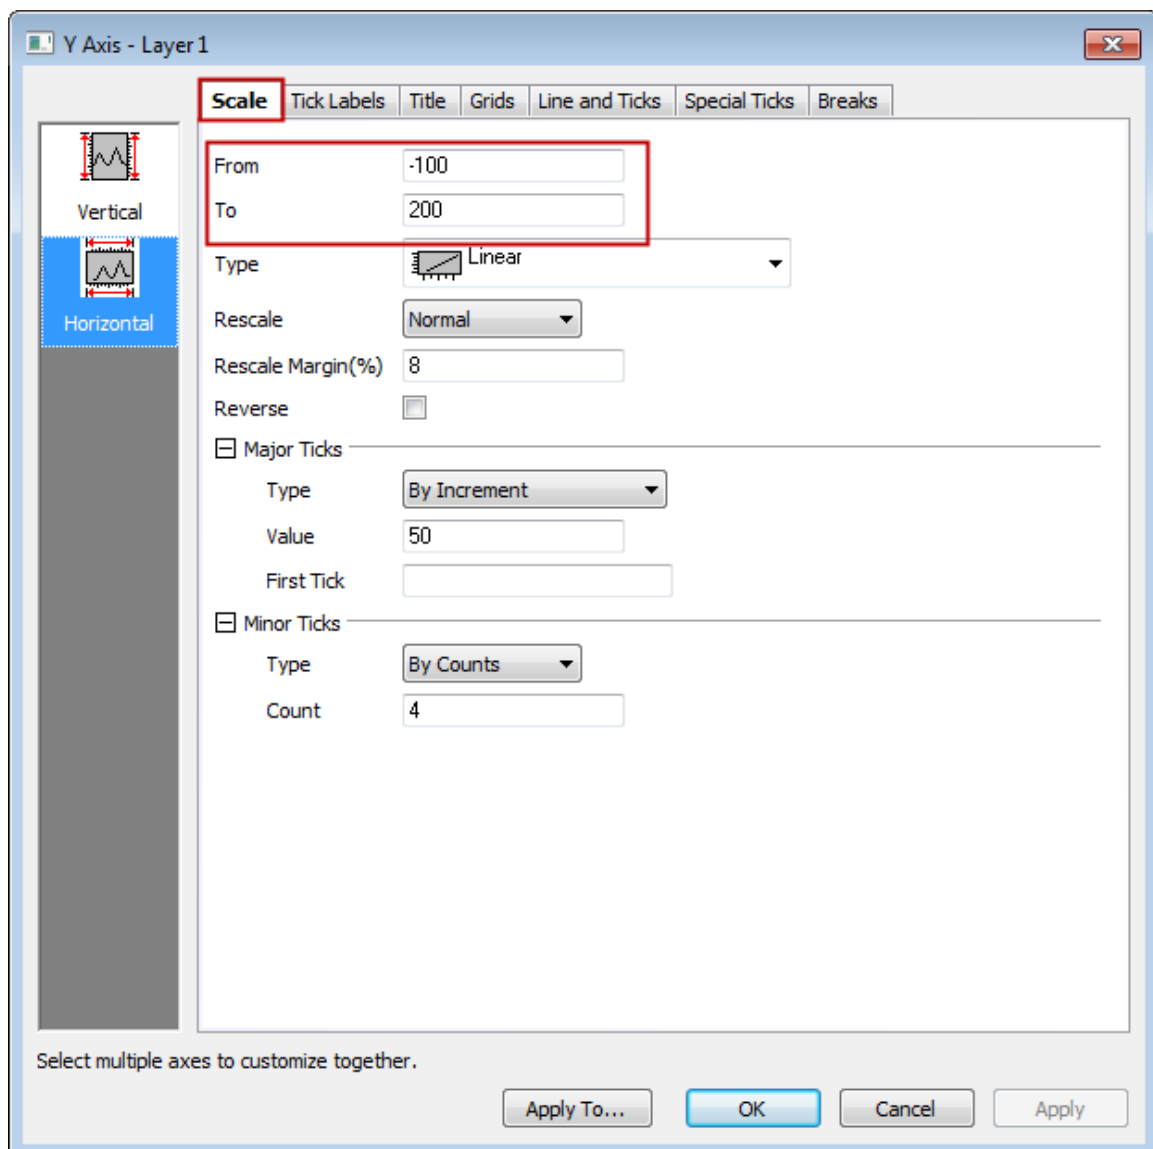 Y Axis - Layer 1
Scale Tick Labels Title Grids Line and Ticks Special Ticks Breaks
Vertical
Horizontal
From -100
To 200
Type Linear
Rescale Normal
Rescale Margin(%) 8
Reverse
Major Ticks
Type By Increment
Value 50
First Tick
Minor Ticks
Type By Counts
Count 4
Select multiple axes to customize together.
Apply To... OK Cancel Apply